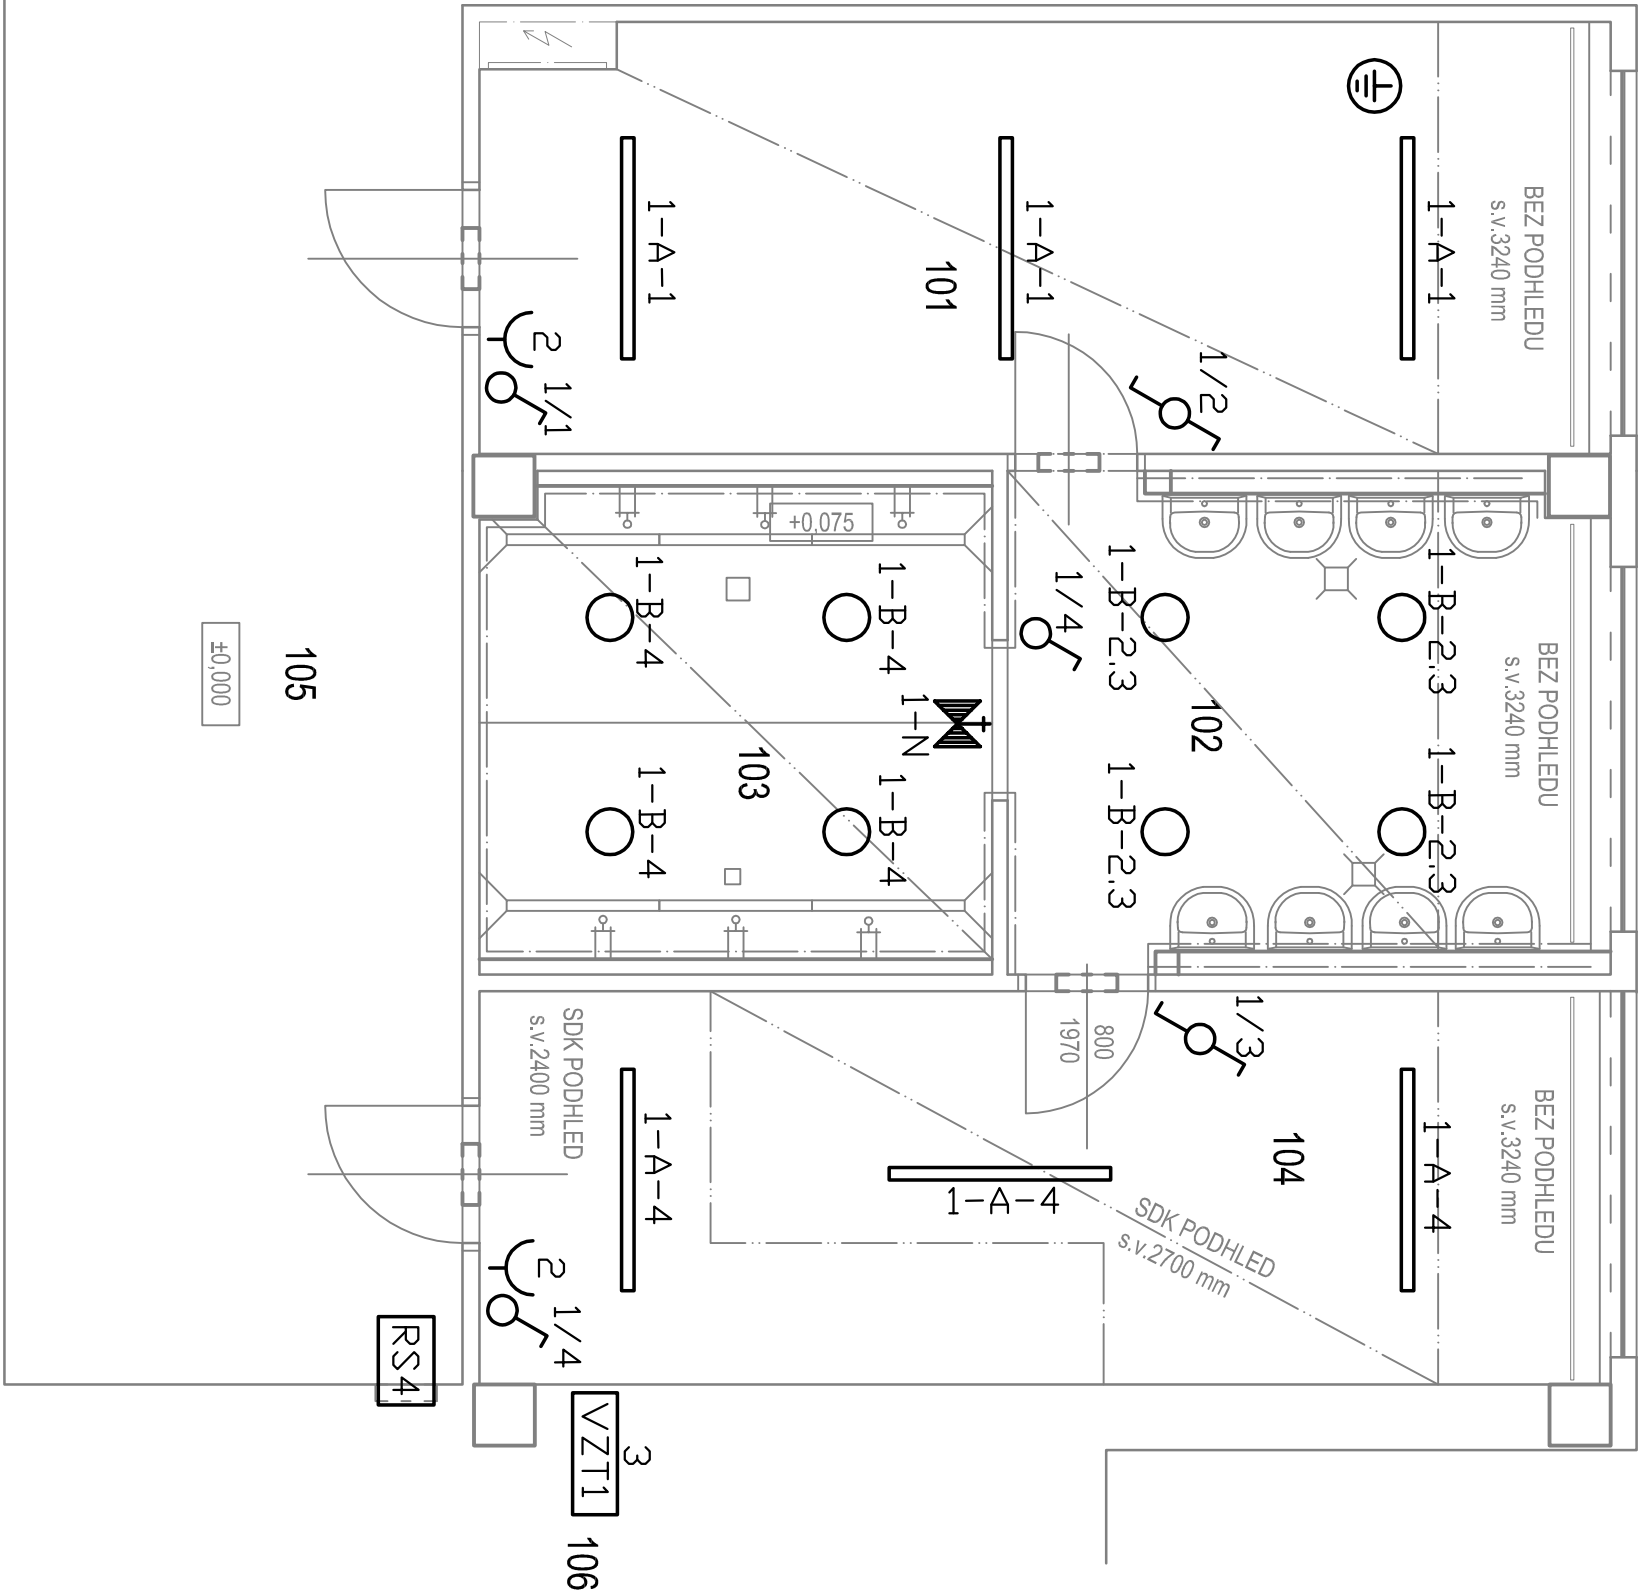 BEZ PODHLEDU
s.v.3240 mm
1-A-1
1-A-1
1-A-1
101
1/2
2
1/1
BEZ PODHLEDU
s.v.3240 mm
1-B-2.3
1-B-2.3
1-B-2.3
1-B-2.3
102
1/4
+0,075
1-B-4
1-B-4
1-N
103
1-B-4
1-B-4
105
±0,000
BEZ PODHLEDU
s.v.3240 mm
1/3
800
1970
104
1-A-4
1-A-4
1-A-4
SDK PODHLED
s.v.2700 mm
SDK PODHLED
s.v.2400 mm
2
1/4
RS4
3
VZT1
106